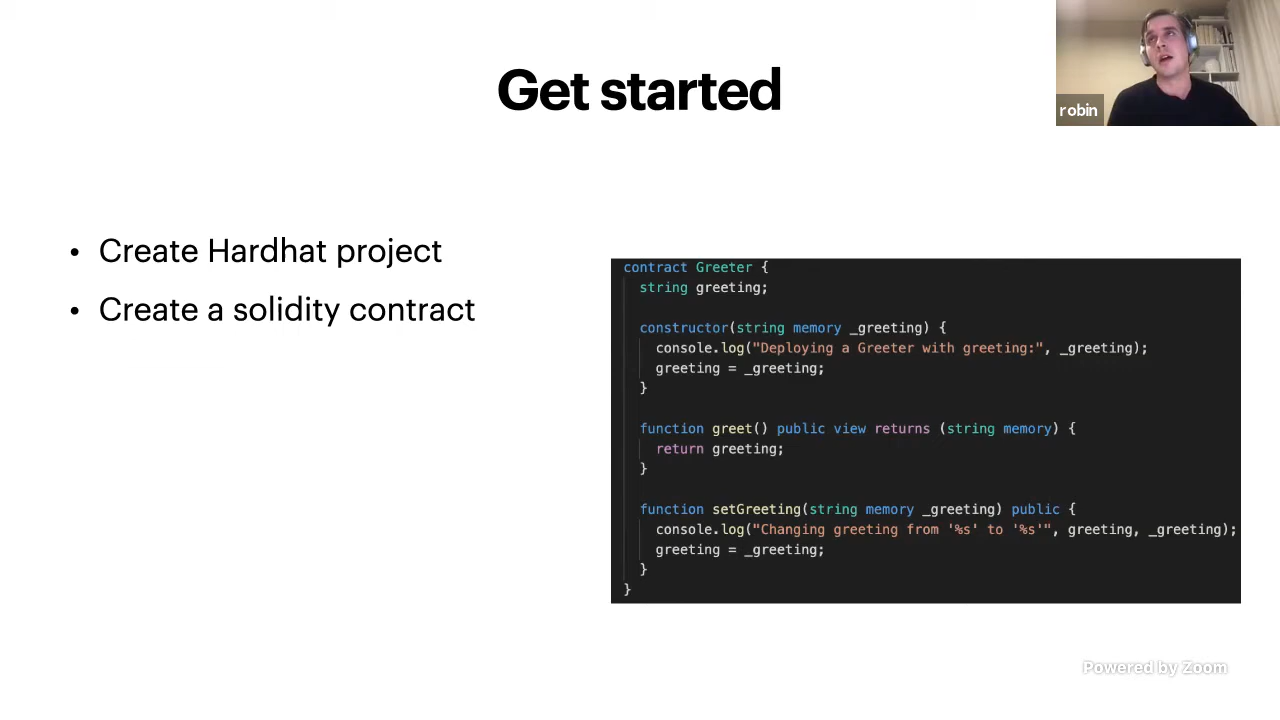 Get started
robin
• Create Hardhat project
• Create a solidity contract
contract Greeter {
  string greeting;

  constructor(string memory _greeting) {
    console.log("Deploying a Greeter with greeting:", _greeting);
    greeting = _greeting;
  }

  function greet() public view returns (string memory) {
    return greeting;
  }

  function setGreeting(string memory _greeting) public {
    console.log("Changing greeting from '%s' to '%s'", greeting, _greeting);
    greeting = _greeting;
  }
}
Powered by Zoom